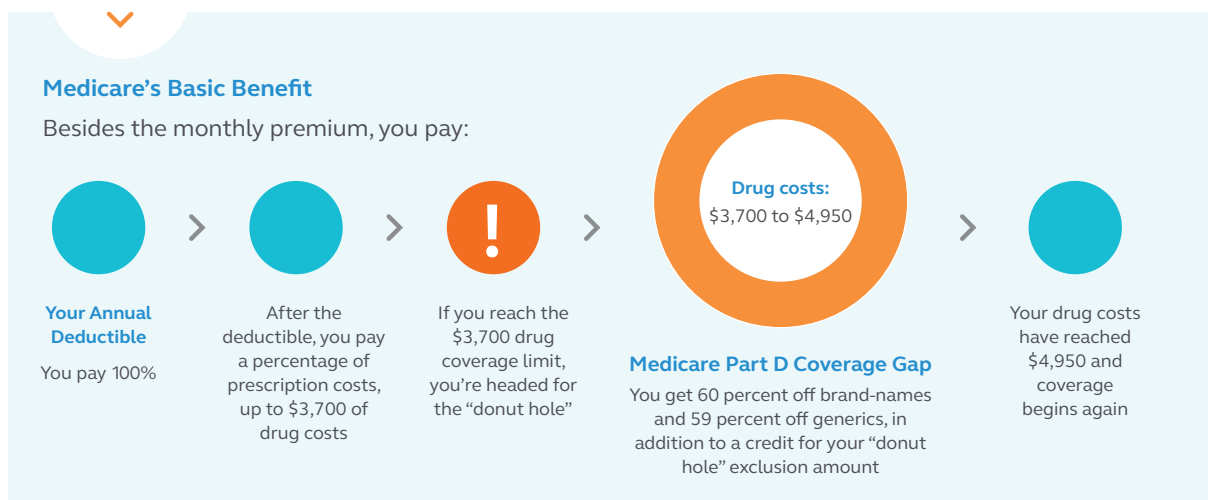 Medicare’s Basic Benefit
Besides the monthly premium, you pay:
!
Drug costs:
$3,700 to $4,950
Your Annual
Deductible
You pay 100%
After the
deductible, you pay
a percentage of
prescription costs,
up to $3,700 of
drug costs
If you reach the
$3,700 drug
coverage limit,
you’re headed for
the “donut hole”
Medicare Part D Coverage Gap
You get 60 percent off brand-names
and 59 percent off generics, in
addition to a credit for your “donut
hole” exclusion amount
Your drug costs
have reached
$4,950 and
coverage
begins again